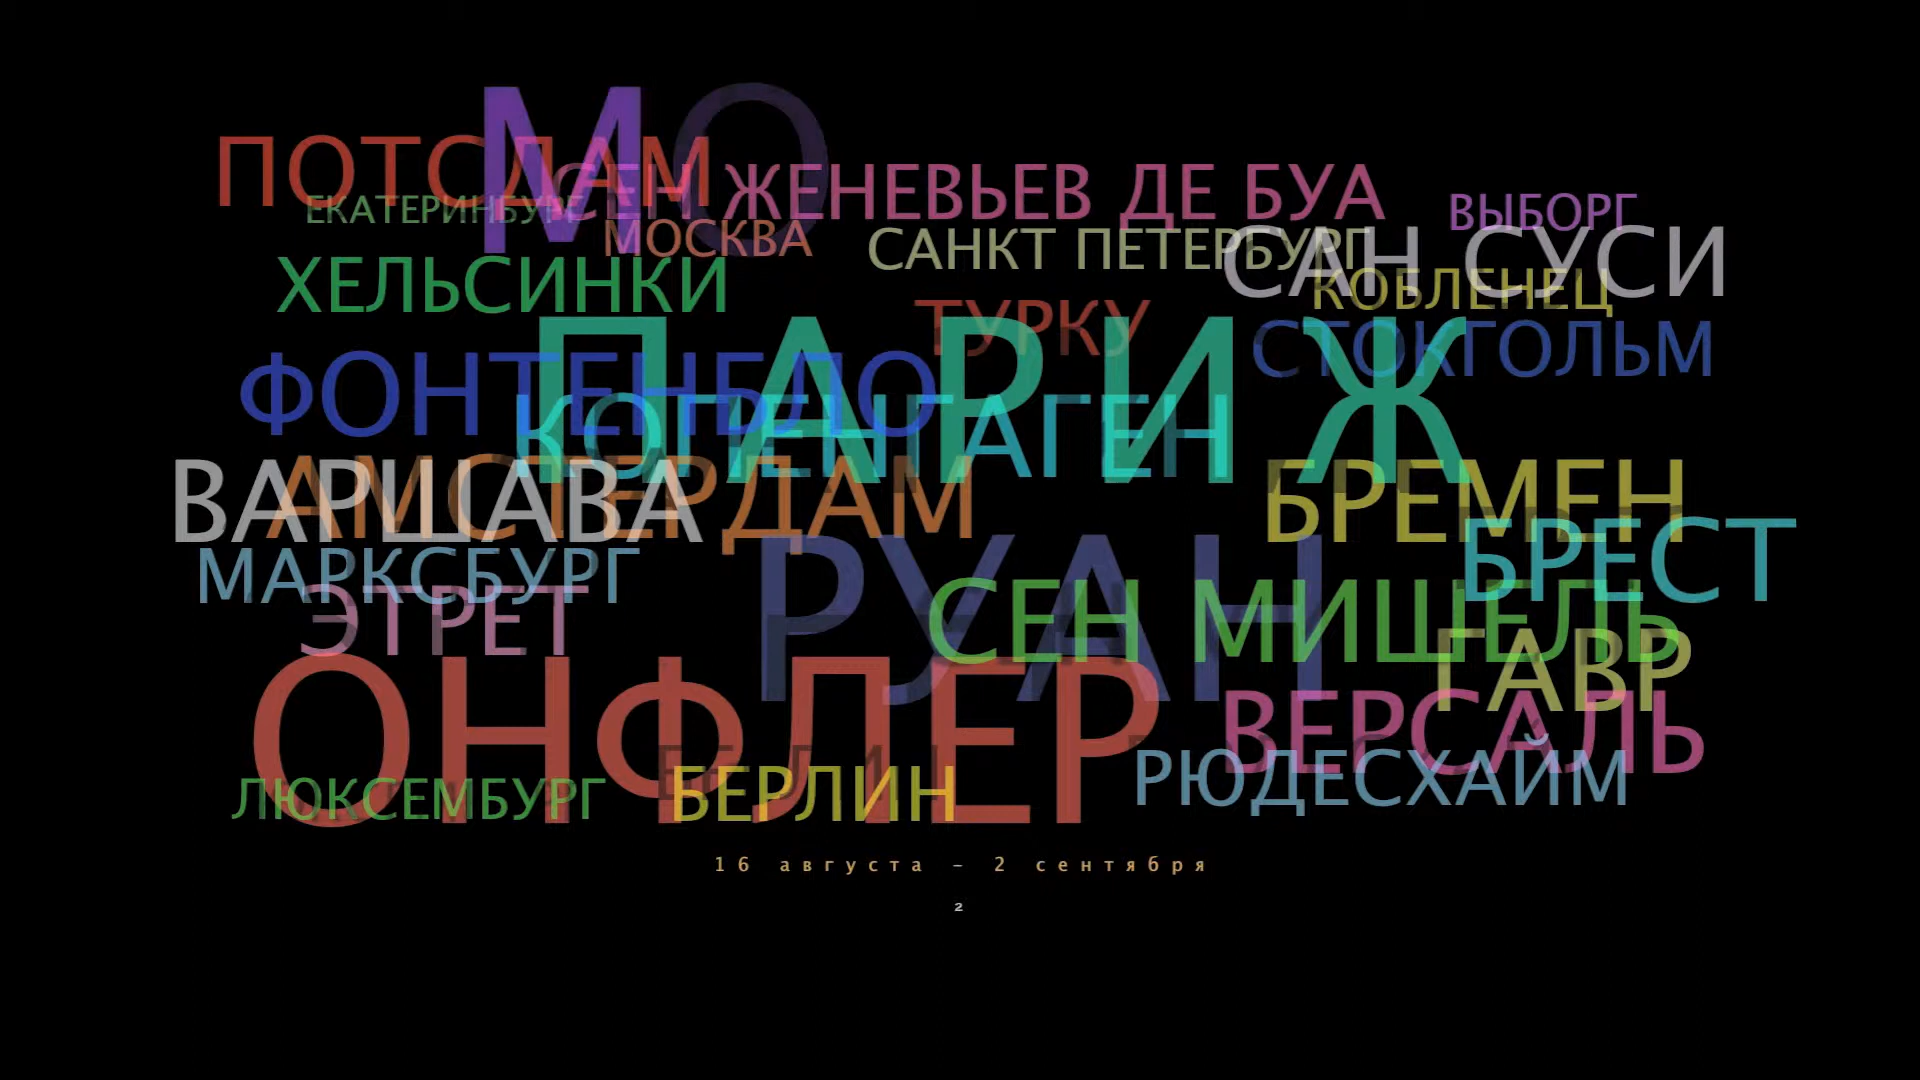 МО
ПОТСДАМ
СЕН ЖЕНЕВЬЕВ ДЕ БУА
ЕКАТЕРИНБУРГ
ВЫБОРГ
МОСКВА
САНКТ ПЕТЕРБУРГ
САН СУСИ
ХЕЛЬСИНКИ
КОБЛЕНЕЦ
ТУРКУ
СТОКГОЛЬМ
ПАРИЖ
ФОНТЕНБЛО
КОПЕНГАГЕН
ВАРШАВА
АМСТЕРДАМ
БРЕМЕН
БРЕСТ
МАРКСБУРГ
РУАН
СЕН МИШЕЛЬ
ЭТРЕТ
ГАВР
ОНФЛЕР
ВЕРСАЛЬ
РЮДЕСХАЙМ
ЛЮКСЕМБУРГ
БЕРЛИН
16 августа – 2 сентября
2